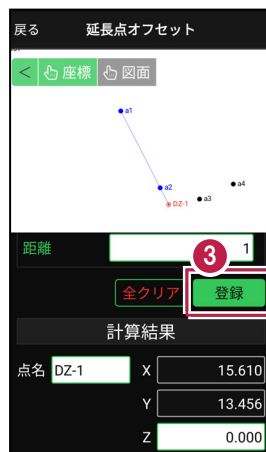 戻る 延長点オフセット
< 座標 図面
a1
a2
a4
a3
DZ-1
距離 1
3
全クリア 登録
計算結果
点名 DZ-1 X 15.610
Y 13.456
Z 0.000